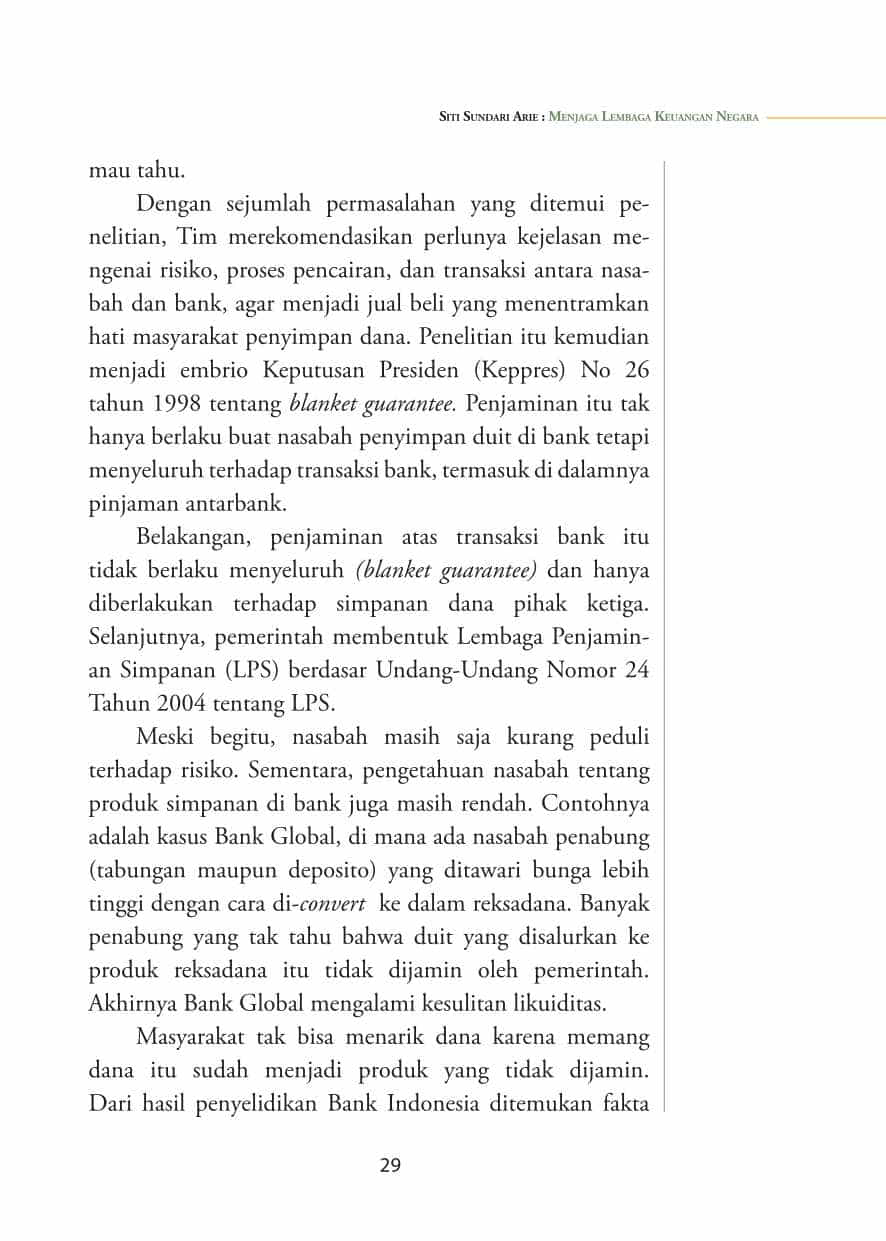 Siti Sundari Arie : Menjaga Lembaga Keuangan Negara
mau tahu.
Dengan sejumlah permasalahan yang ditemui pe-
nelitian, Tim merekomendasikan perlunya kejelasan me-
ngenai risiko, proses pencairan, dan transaksi antara nasa-
bah dan bank, agar menjadi jual beli yang menentramkan
hati masyarakat penyimpan dana. Penelitian itu kemudian
menjadi embrio Keputusan Presiden (Keppres) No 26
tahun 1998 tentang blanket guarantee. Penjaminan itu tak
hanya berlaku buat nasabah penyimpan duit di bank tetapi
menyeluruh terhadap transaksi bank, termasuk di dalamnya
pinjaman antarbank.
Belakangan, penjaminan atas transaksi bank itu
tidak berlaku menyeluruh (blanket guarantee) dan hanya
diberlakukan terhadap simpanan dana pihak ketiga.
Selanjutnya, pemerintah membentuk Lembaga Penjamin-
an Simpanan (LPS) berdasar Undang-Undang Nomor 24
Tahun 2004 tentang LPS.
Meski begitu, nasabah masih saja kurang peduli
terhadap risiko. Sementara, pengetahuan nasabah tentang
produk simpanan di bank juga masih rendah. Contohnya
adalah kasus Bank Global, di mana ada nasabah penabung
(tabungan maupun deposito) yang ditawari bunga lebih
tinggi dengan cara di-convert ke dalam reksadana. Banyak
penabung yang tak tahu bahwa duit yang disalurkan ke
produk reksadana itu tidak dijamin oleh pemerintah.
Akhirnya Bank Global mengalami kesulitan likuiditas.
Masyarakat tak bisa menarik dana karena memang
dana itu sudah menjadi produk yang tidak dijamin.
Dari hasil penyelidikan Bank Indonesia ditemukan fakta
29